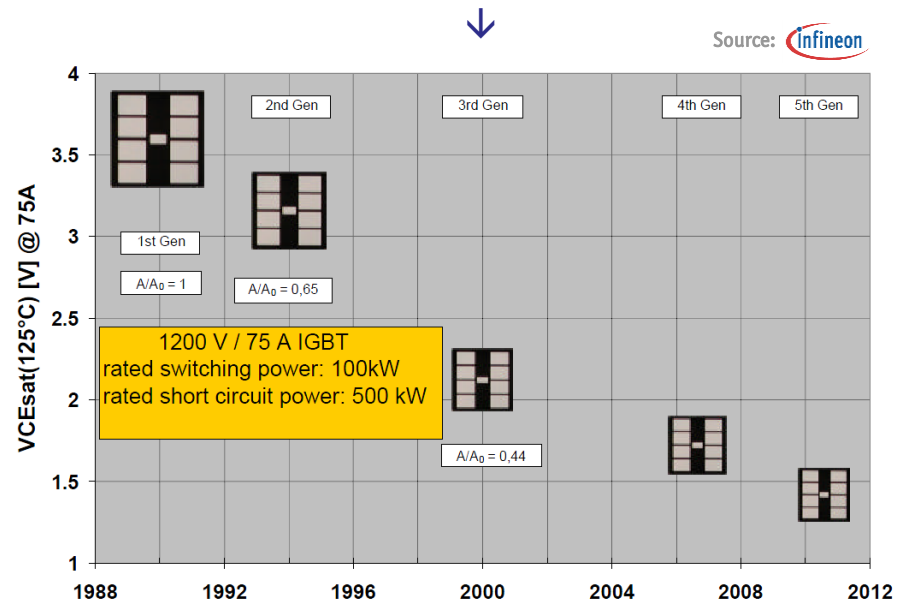 Source: infineon
4
2nd Gen
3rd Gen
4th Gen
5th Gen
3.5
3
1st Gen
A/A₀ = 1
A/A₀ = 0,65
2.5
1200 V / 75 A IGBT
rated switching power: 100kW
rated short circuit power: 500 kW
2
A/A₀ = 0,44
1.5
1
VCEsat(125°C) [V] @ 75A
1988 1992 1996 2000 2004 2008 2012